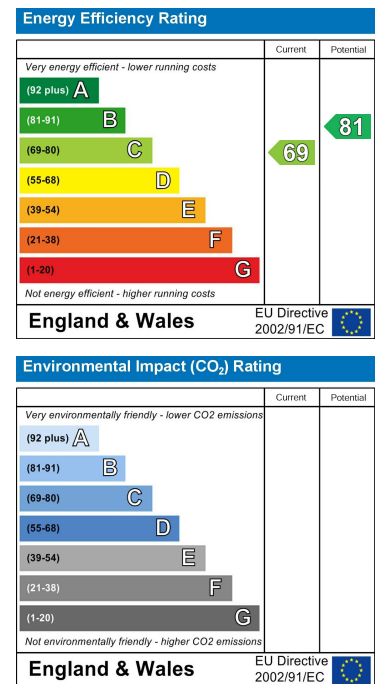 Energy Efficiency Rating
Current Potential
Very energy efficient - lower running costs
(92 plus) A
(81-91) B
81
(69-80) C
69
(55-68) D
(39-54) E
(21-38) F
(1-20) G
Not energy efficient - higher running costs
England & Wales
EU Directive
2002/91/EC
Environmental Impact (CO₂) Rating
Current Potential
Very environmentally friendly - lower CO2 emissions
(92 plus) A
(81-91) B
(69-80) C
(55-68) D
(39-54) E
(21-38) F
(1-20) G
Not environmentally friendly - higher CO2 emissions
England & Wales
EU Directive
2002/91/EC